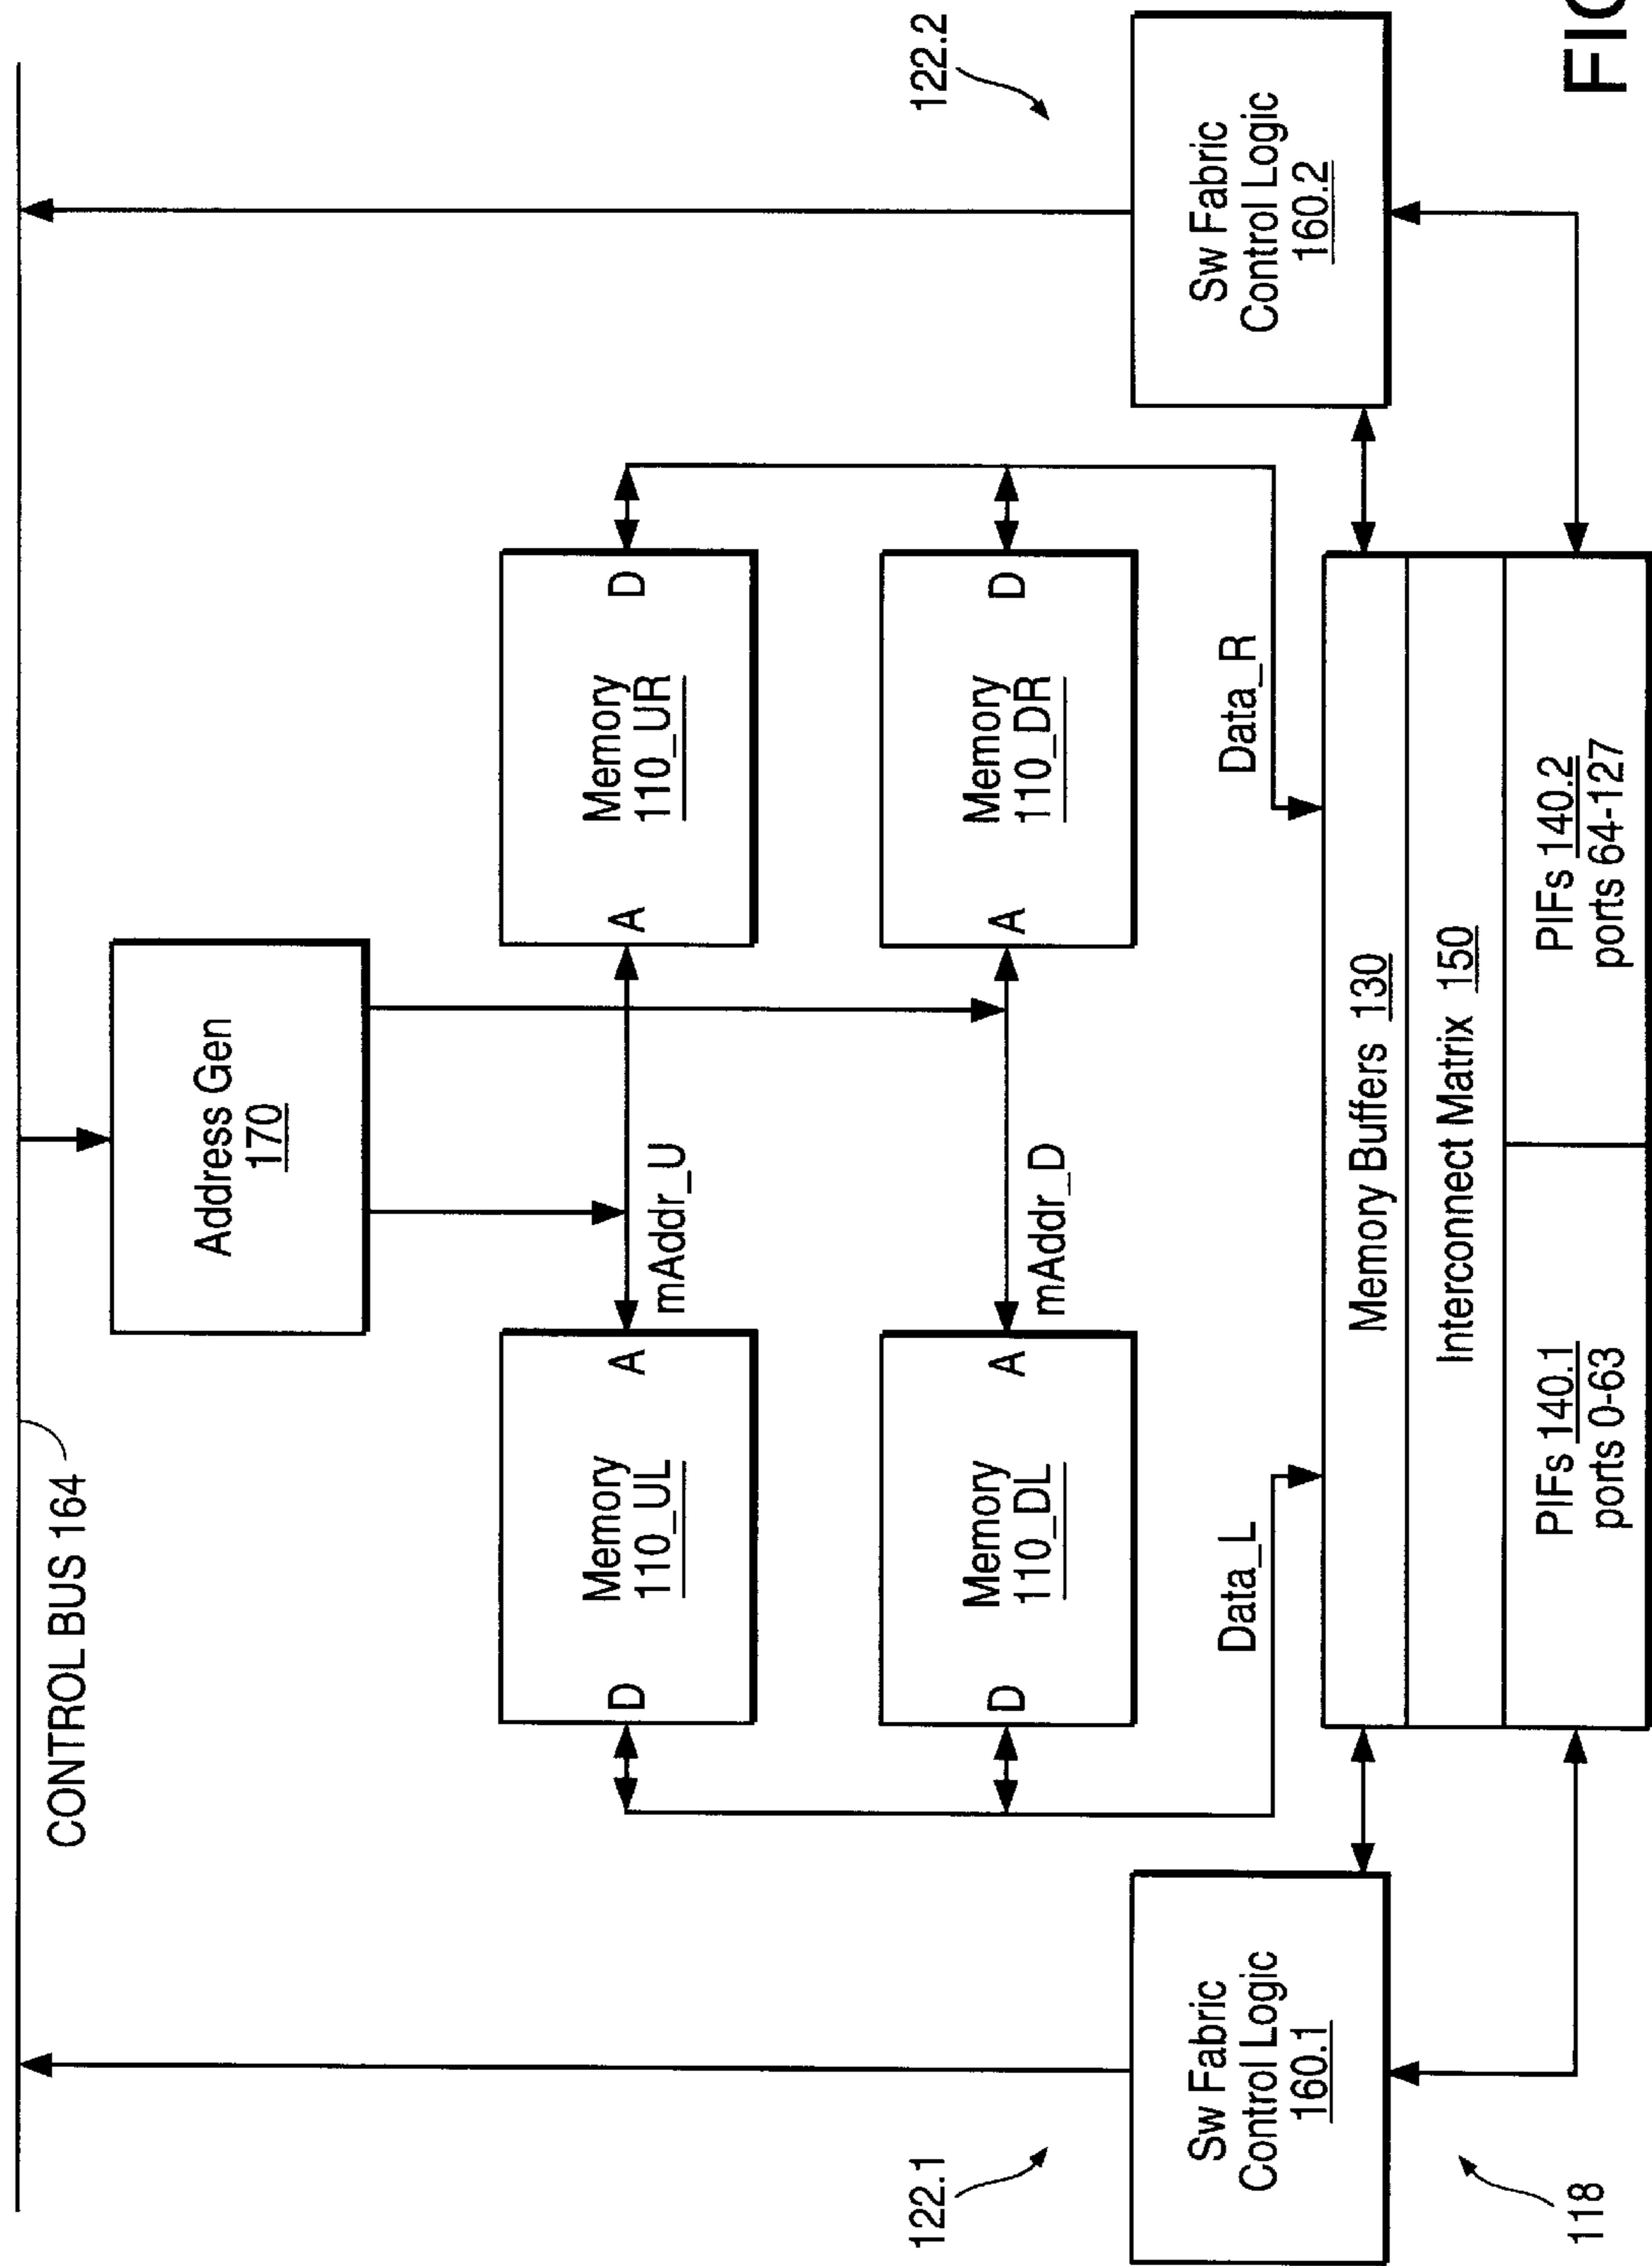 CONTROL BUS 164
Address Gen
170
Memory
110_UL
D
A
Memory
110_UR
A
D
mAddr_U
Memory
110_DL
D
A
Memory
110_DR
A
D
mAddr_D
122.1
122.2
Data_L
Data_R
Sw Fabric
Control Logic
160.1
Sw Fabric
Control Logic
160.2
Memory Buffers 130
Interconnect Matrix 150
PIFs 140.1
ports 0-63
PIFs 140.2
ports 64-127
118